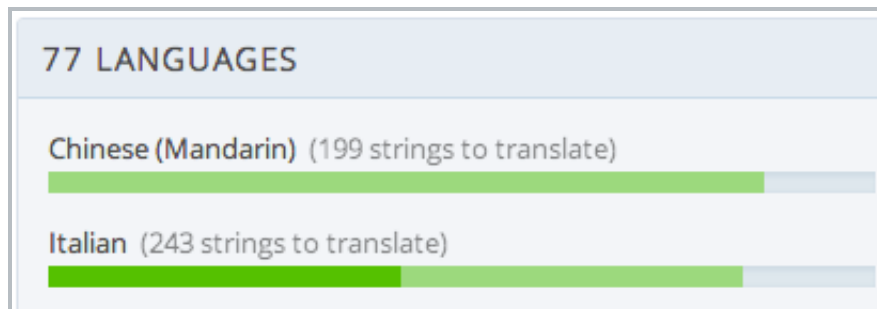 77 LANGUAGES
Chinese (Mandarin) (199 strings to translate)
Italian (243 strings to translate)